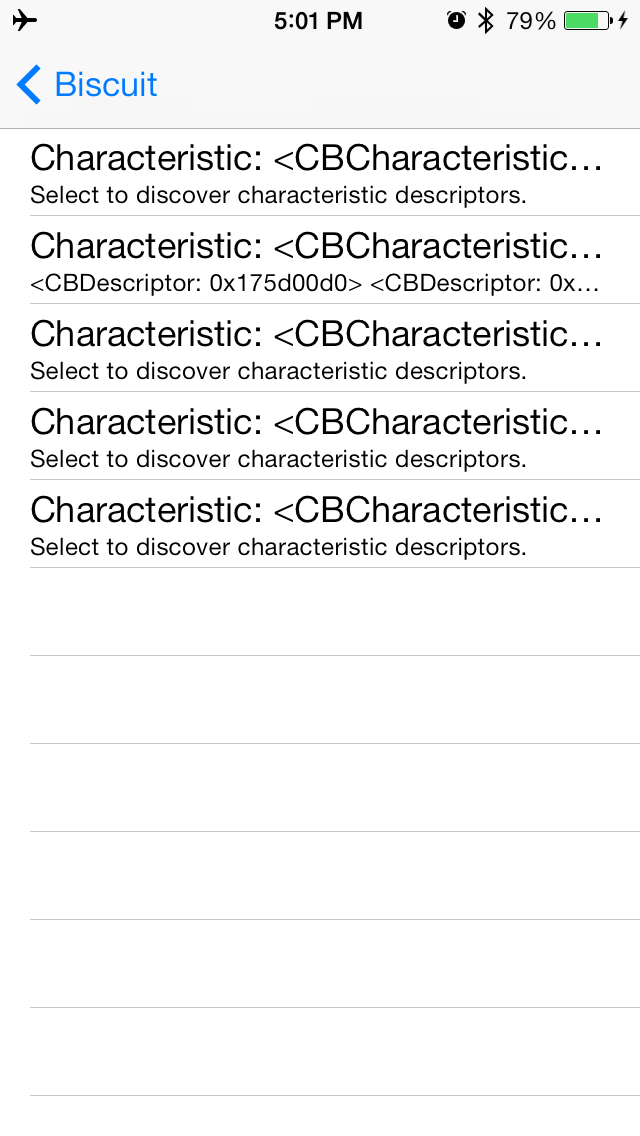 5:01 PM 79%
Biscuit
Characteristic: <CBCharacteristic...
Select to discover characteristic descriptors.
Characteristic: <CBCharacteristic...
<CBDescriptor: 0x175d00d0> <CBDescriptor: 0x...
Characteristic: <CBCharacteristic...
Select to discover characteristic descriptors.
Characteristic: <CBCharacteristic...
Select to discover characteristic descriptors.
Characteristic: <CBCharacteristic...
Select to discover characteristic descriptors.